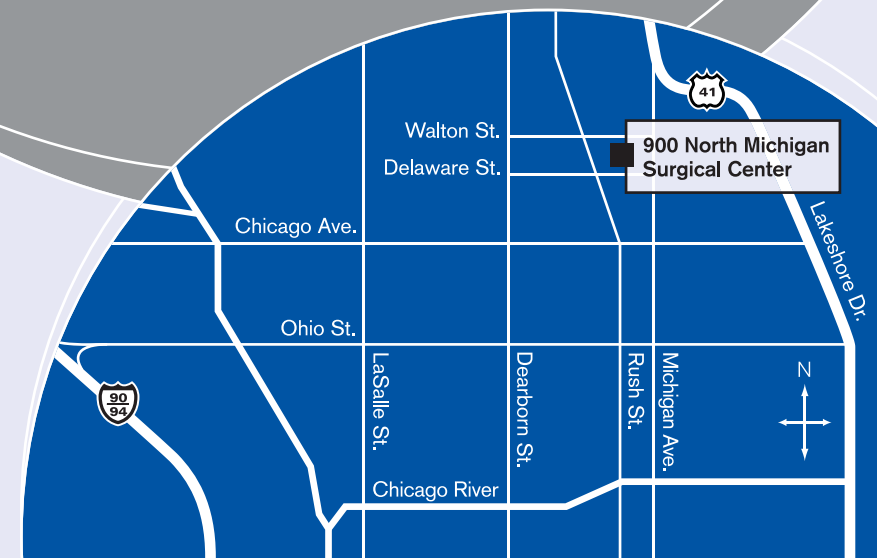 41
Walton St.
900 North Michigan
Surgical Center
Delaware St.
Chicago Ave.
Lakeshore Dr.
Ohio St.
LaSalle St.
Dearborn St.
Rush St.
Michigan Ave.
N
90
94
Chicago River